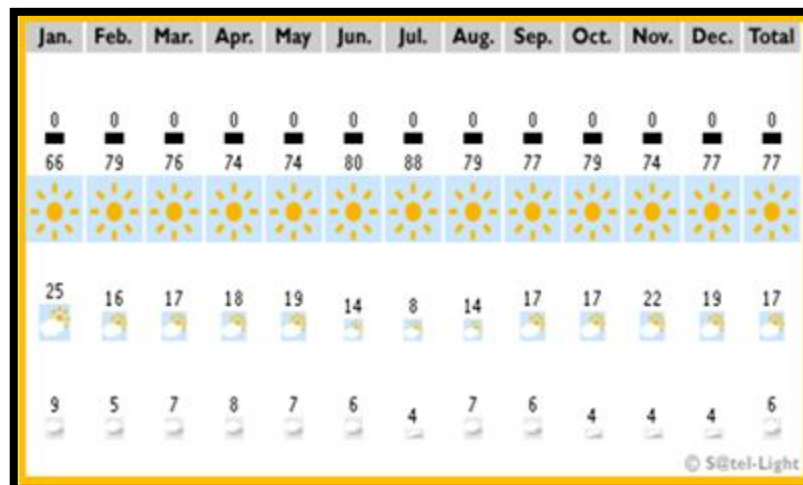 Jan. Feb. Mar. Apr. May Jun. Jul. Aug. Sep. Oct. Nov. Dec. Total
0 0 0 0 0 0 0 0 0 0 0 0 0
66 79 76 74 74 80 88 79 77 79 74 77 77
25 16 17 18 19 14 8 14 17 17 22 19 17
9 5 7 8 7 6 4 7 6 4 4 4 6
© S@tel-Light